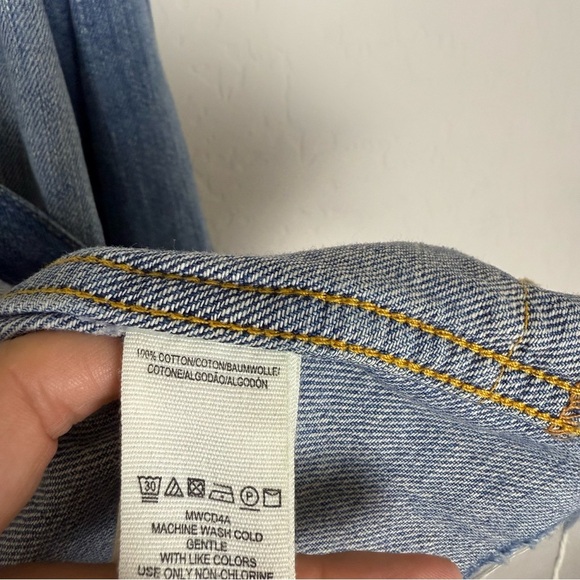 100% COTTON/COTON/BAUMWOLLE/
COTONE/ALGODÃO/ALGODÓN
30
P
MWCD4A
MACHINE WASH COLD
GENTLE
WITH LIKE COLORS
USE ONLY NON-CHLORINE